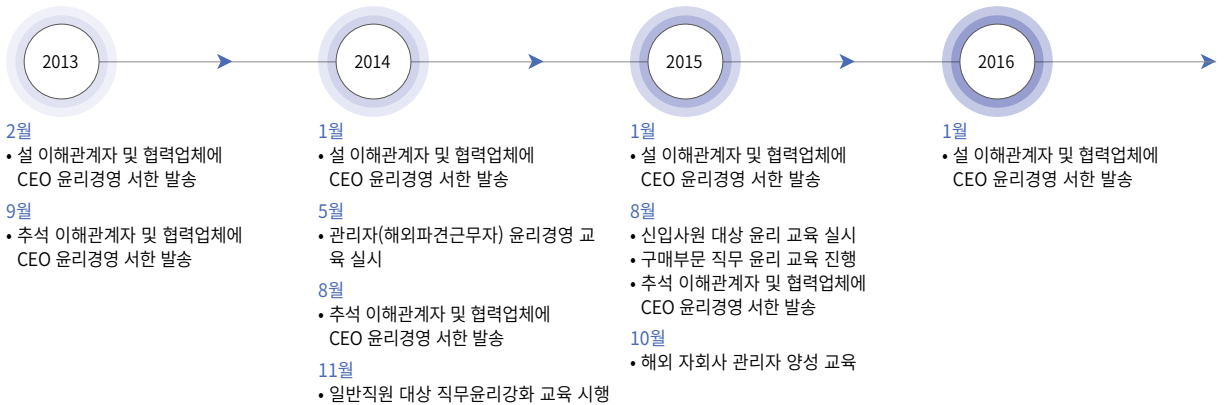 2013
2014
2015
2016
2월
• 설 이해관계자 및 협력업체에
CEO 윤리경영 서한 발송
9월
• 추석 이해관계자 및 협력업체에
CEO 윤리경영 서한 발송
1월
• 설 이해관계자 및 협력업체에
CEO 윤리경영 서한 발송
5월
• 관리자(해외파견근무자) 윤리경영 교
육 실시
8월
• 추석 이해관계자 및 협력업체에
CEO 윤리경영 서한 발송
11월
• 일반직원 대상 직무윤리강화 교육 시행
1월
• 설 이해관계자 및 협력업체에
CEO 윤리경영 서한 발송
8월
• 신입사원 대상 윤리 교육 실시
• 구매부문 직무 윤리 교육 진행
• 추석 이해관계자 및 협력업체에
CEO 윤리경영 서한 발송
10월
• 해외 자회사 관리자 양성 교육
1월
• 설 이해관계자 및 협력업체에
CEO 윤리경영 서한 발송